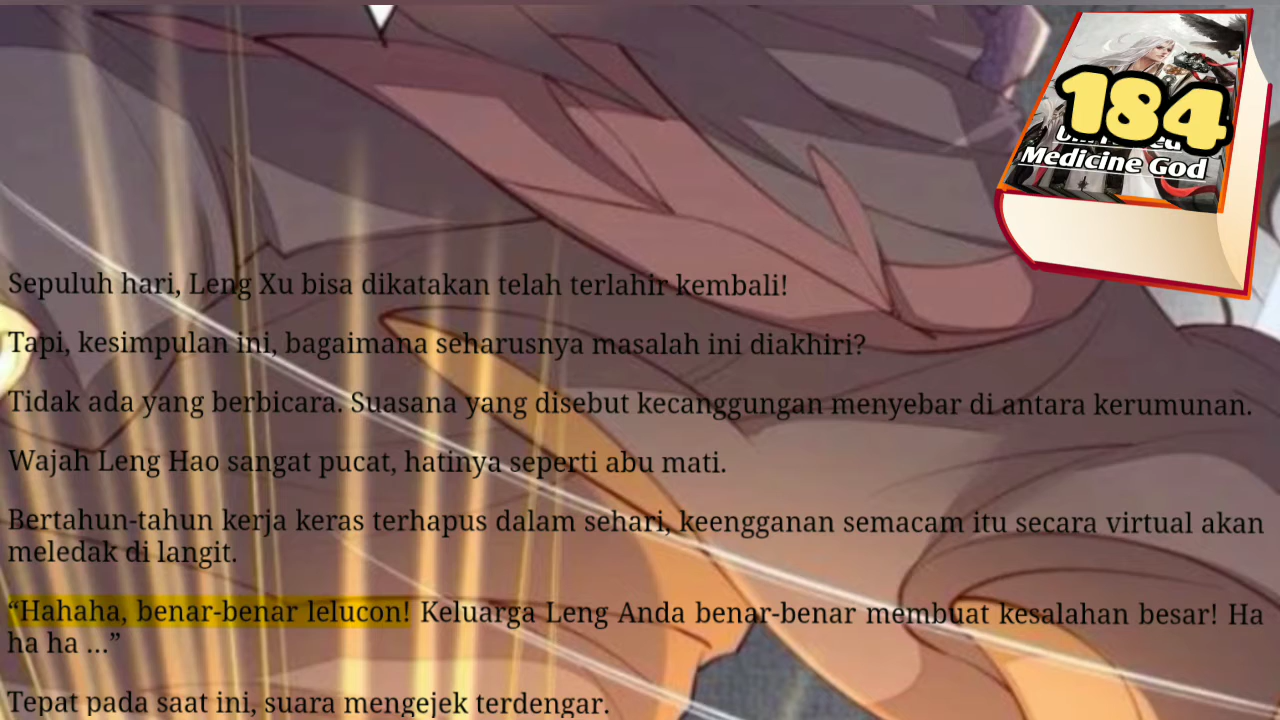 184
Medicine God
Sepuluh hari, Leng Xu bisa dikatakan telah terlahir kembali!
Tapi, kesimpulan ini, bagaimana seharusnya masalah ini diakhiri?
Tidak ada yang berbicara. Suasana yang disebut kecanggungan menyebar di antara kerumunan.
Wajah Leng Hao sangat pucat, hatinya seperti abu mati.
Bertahun-tahun kerja keras terhapus dalam sehari, keengganan semacam itu secara virtual akan
meledak di langit.
“Hahaha, benar-benar lelucon! Keluarga Leng Anda benar-benar membuat kesalahan besar! Ha
ha ha ...”
Tepat pada saat ini, suara mengejek terdengar.